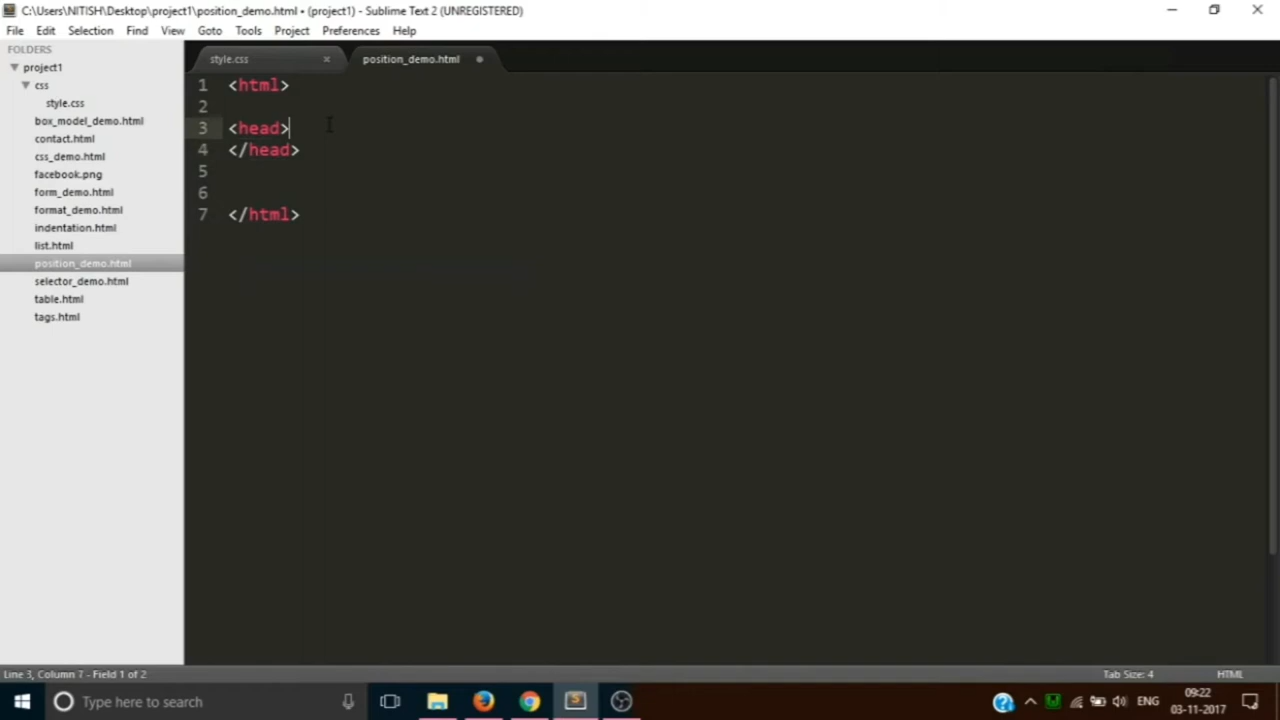 C:\Users\NITISH\Desktop\project1\position_demo.html • (project1) - Sublime Text 2 (UNREGISTERED)
File Edit Selection Find View Goto Tools Project Preferences Help
FOLDERS
project1
css
style.css
box_model_demo.html
contact.html
css_demo.html
facebook.png
form_demo.html
format_demo.html
indentation.html
list.html
position_demo.html
selector_demo.html
table.html
tags.html
style.css × position_demo.html
1 <html>
2
3 <head>
4 </head>
5
6
7 </html>
Line 3, Column 7 - Field 1 of 2 Tab Size: 4 HTML
Type here to search ENG 09:22
03-11-2017